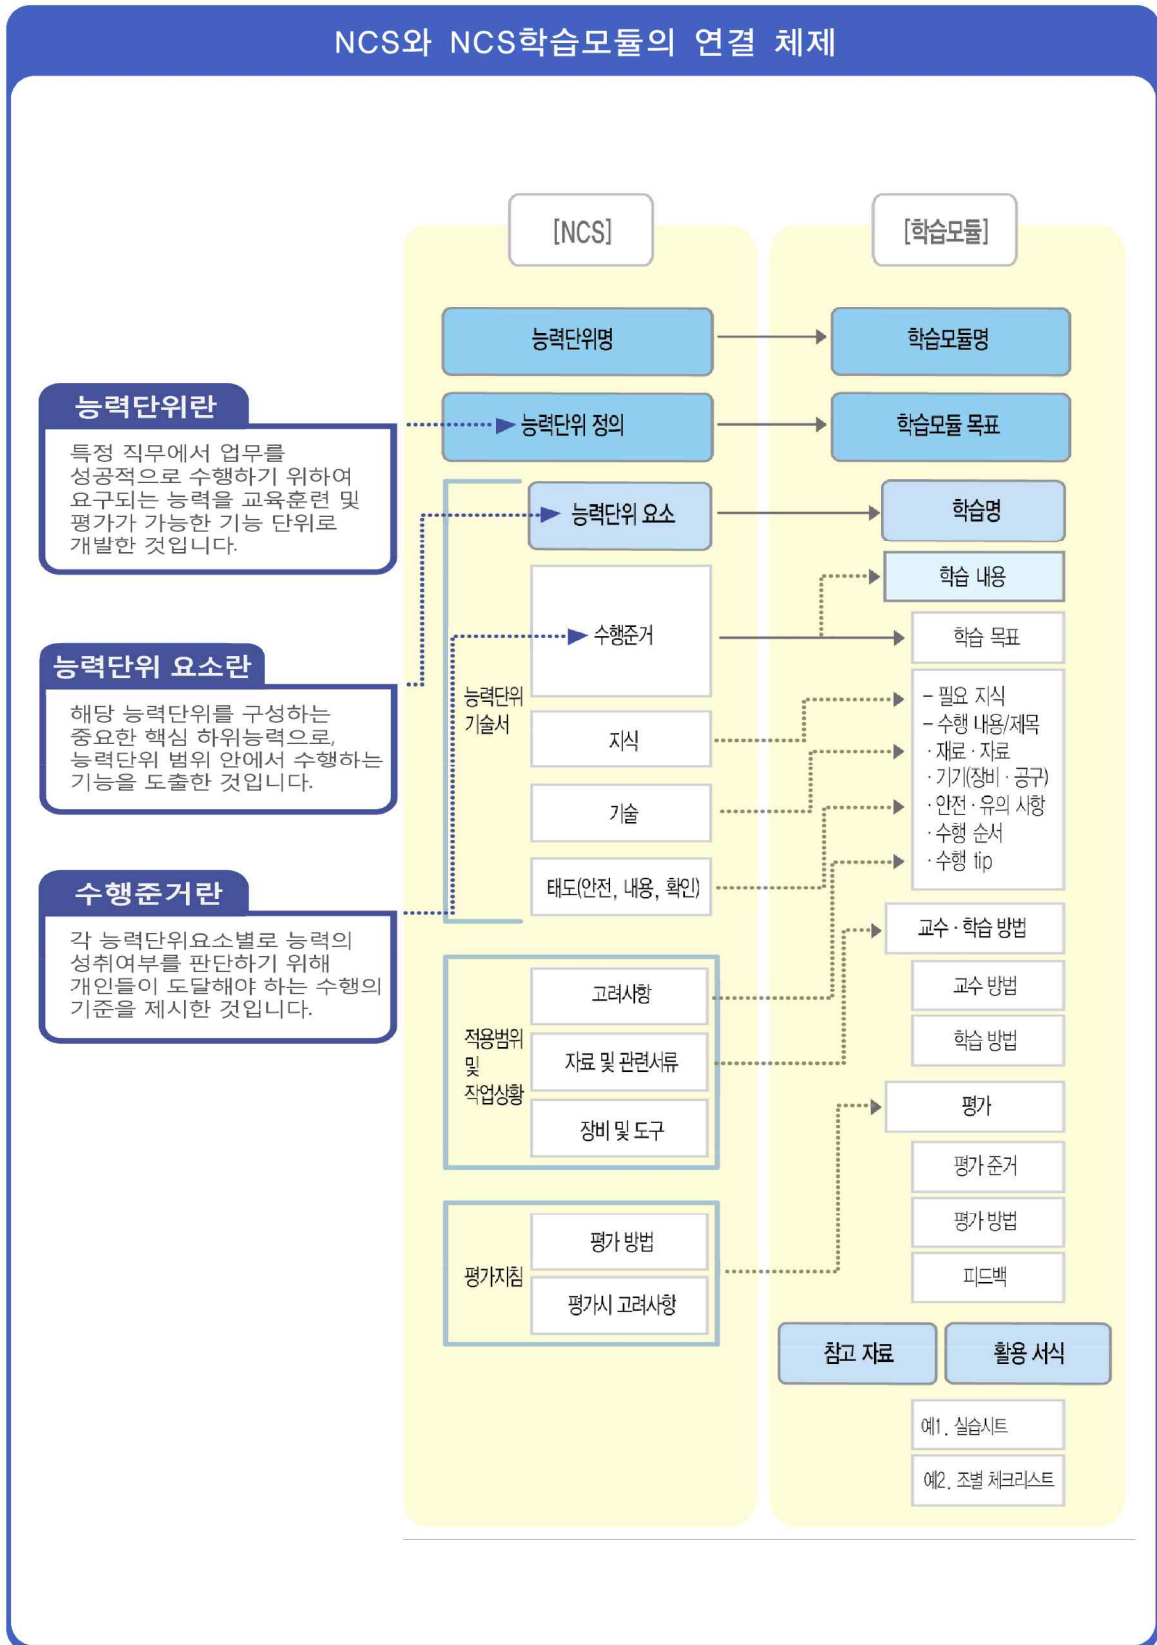 NCS와 NCS학습모듈의 연결 체제
[NCS]
[학습모듈]
능력단위명
학습모듈명
능력단위란
특정 직무에서 업무를
성공적으로 수행하기 위하여
요구되는 능력을 교육훈련 및
평가가 가능한 기능 단위로
개발한 것입니다.
능력단위 정의
학습모듈 목표
능력단위 요소
학습명
학습 내용
수행준거
학습 목표
능력단위 요소란
해당 능력단위를 구성하는
중요한 핵심 하위능력으로,
능력단위 범위 안에서 수행하는
기능을 도출한 것입니다.
능력단위
기술서
지식
기술
태도(안전, 내용, 확인)
- 필요 지식
- 수행 내용/제목
· 재료 · 자료
· 기기(장비 · 공구)
· 안전 · 유의 사항
· 수행 순서
· 수행 tip
수행준거란
각 능력단위요소별로 능력의
성취여부를 판단하기 위해
개인들이 도달해야 하는 수행의
기준을 제시한 것입니다.
교수 · 학습 방법
교수 방법
학습 방법
적용범위
및
작업상황
고려사항
자료 및 관련서류
장비 및 도구
평가
평가 준거
평가 방법
피드백
평가지침
평가 방법
평가시 고려사항
참고 자료
활용 서식
예1. 실습시트
예2. 조별 체크리스트